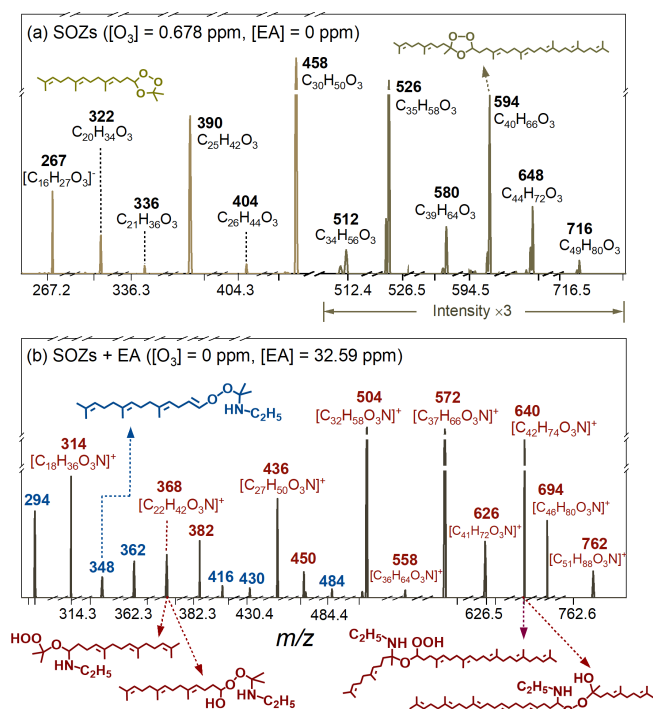 (a) SOZs ([O₃] = 0.678 ppm, [EA] = 0 ppm)
O O O
O O O
458
C₃₀H₅₀O₃
526
C₃₅H₅₈O₃
594
C₄₀H₆₆O₃
322
C₂₀H₃₄O₃
390
C₂₅H₄₂O₃
267
[C₁₆H₂₇O₃]⁻
336
C₂₁H₃₆O₃
404
C₂₆H₄₄O₃
512
C₃₄H₅₆O₃
580
C₃₉H₆₄O₃
648
C₄₄H₇₂O₃
716
C₄₉H₈₀O₃
267.2 336.3 404.3 512.4 526.5 594.5 716.5
Intensity ×3
(b) SOZs + EA ([O₃] = 0 ppm, [EA] = 32.59 ppm)
O O HN C₂H₅
504
[C₃₂H₅₈O₃N]⁺
572
[C₃₇H₆₆O₃N]⁺
640
[C₄₂H₇₄O₃N]⁺
314
[C₁₈H₃₆O₃N]⁺
368
[C₂₂H₄₂O₃N]⁺
436
[C₂₇H₅₀O₃N]⁺
694
[C₄₆H₈₀O₃N]⁺
294
348
362
382
416
430
450
484
558
[C₃₆H₆₄O₃N]⁺
626
[C₄₁H₇₂O₃N]⁺
762
[C₅₁H₈₈O₃N]⁺
314.3 362.3 382.3 430.4 484.4 626.5 762.6
m/z
HOO O HN C₂H₅
OH O O HN C₂H₅
C₂H₅ NH OOH O
C₂H₅ NH O HO